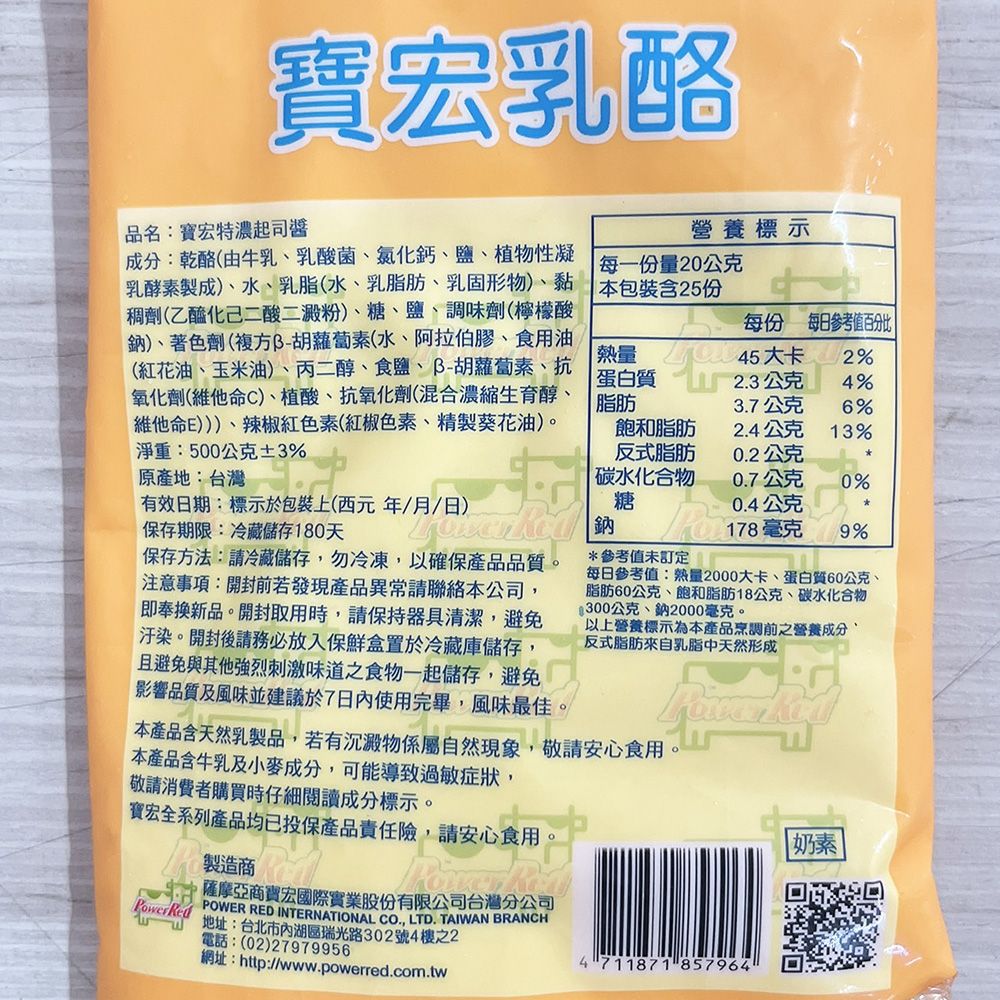 寶宏乳酪
品名：寶宏特濃起司醬
成分：乾酪(由牛乳、乳酸菌、氯化鈣、鹽、植物性凝
乳酵素製成)、水、乳脂(水、乳脂肪、乳固形物)、黏
稠劑(乙醯化己二酸二澱粉)、糖、鹽、調味劑(檸檬酸
鈉)、著色劑(複方β-胡蘿蔔素(水、阿拉伯膠、食用油
(紅花油、玉米油)、丙二醇、食鹽、β-胡蘿蔔素、抗
氧化劑(維他命C)、植酸、抗氧化劑(混合濃縮生育醇、
維他命E)))、辣椒紅色素(紅椒色素、精製葵花油)。
淨重：500公克±3%
原產地：台灣
有效日期：標示於包裝上(西元 年/月/日)
保存期限：冷藏儲存180天
保存方法：請冷藏儲存，勿冷凍，以確保產品品質。
注意事項：開封前若發現產品異常請聯絡本公司，
即奉換新品。開封取用時，請保持器具清潔，避免
汙染。開封後請務必放入保鮮盒置於冷藏庫儲存，
且避免與其他強烈刺激味道之食物一起儲存，避免
影響品質及風味並建議於7日內使用完畢，風味最佳。
本產品含天然乳製品，若有沉澱物係屬自然現象，敬請安心食用。
本產品含牛乳及小麥成分，可能導致過敏症狀，
敬請消費者購買時仔細閱讀成分標示。
寶宏全系列產品均已投保產品責任險，請安心食用。
營養標示
每一份量20公克
本包裝含25份
每份 每日參考值百分比
熱量 45大卡 2%
蛋白質 2.3公克 4%
脂肪 3.7公克 6%
飽和脂肪 2.4公克 13%
反式脂肪 0.2公克 *
碳水化合物 0.7公克 0%
糖 0.4公克 *
鈉 178毫克 9%
*參考值未訂定
每日參考值：熱量2000大卡、蛋白質60公克、
脂肪60公克、飽和脂肪18公克、碳水化合物
300公克、鈉2000毫克。
以上營養標示為本產品烹調前之營養成分，
反式脂肪來自乳脂中天然形成
奶素
製造商
PowerRed
薩摩亞商寶宏國際實業股份有限公司台灣分公司
POWER RED INTERNATIONAL CO., LTD. TAIWAN BRANCH
地址：台北市內湖區瑞光路302號4樓之2
電話：(02)27979956
網址：http://www.powerred.com.tw
4 711871 857964